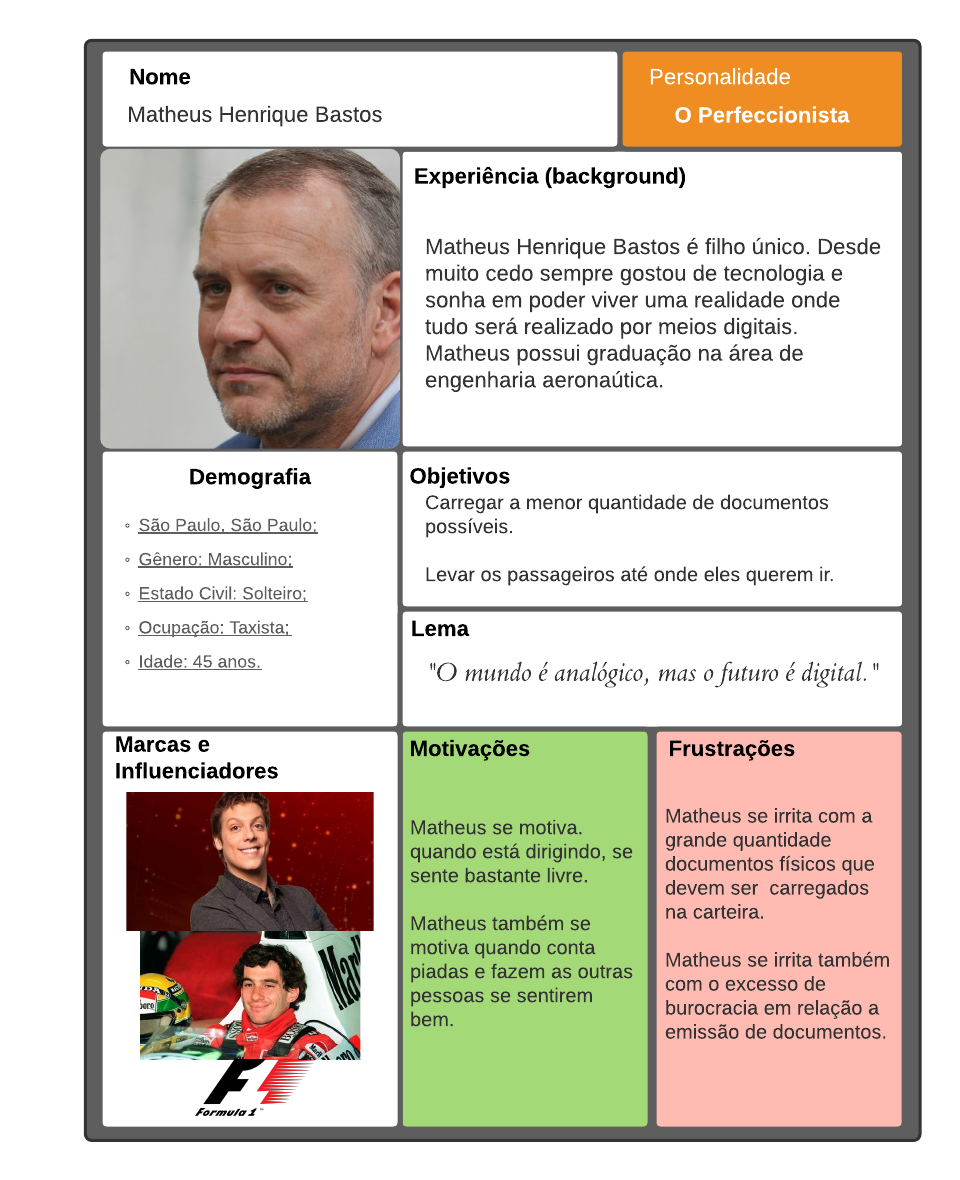 Nome
Matheus Henrique Bastos
Personalidade
O Perfeccionista
Experiência (background)
Matheus Henrique Bastos é filho único. Desde
muito cedo sempre gostou de tecnologia e
sonha em poder viver uma realidade onde
tudo será realizado por meios digitais.
Matheus possui graduação na área de
engenharia aeronaútica.
Demografia
◦ São Paulo, São Paulo;
◦ Gênero: Masculino;
◦ Estado Civil: Solteiro;
◦ Ocupação: Taxista;
◦ Idade: 45 anos.
Objetivos
Carregar a menor quantidade de documentos
possíveis.
Levar os passageiros até onde eles querem ir.
Lema
"O mundo é analógico, mas o futuro é digital."
Marcas e
Influenciadores
Marl
Marlboro
F1
Formula 1
Motivações
Matheus se motiva.
quando está dirigindo, se
sente bastante livre.
Matheus também se
motiva quando conta
piadas e fazem as outras
pessoas se sentirem
bem.
Frustrações
Matheus se irrita com a
grande quantidade
documentos físicos que
devem ser  carregados
na carteira.
Matheus se irrita também
com o excesso de
burocracia em relação a
emissão de documentos.